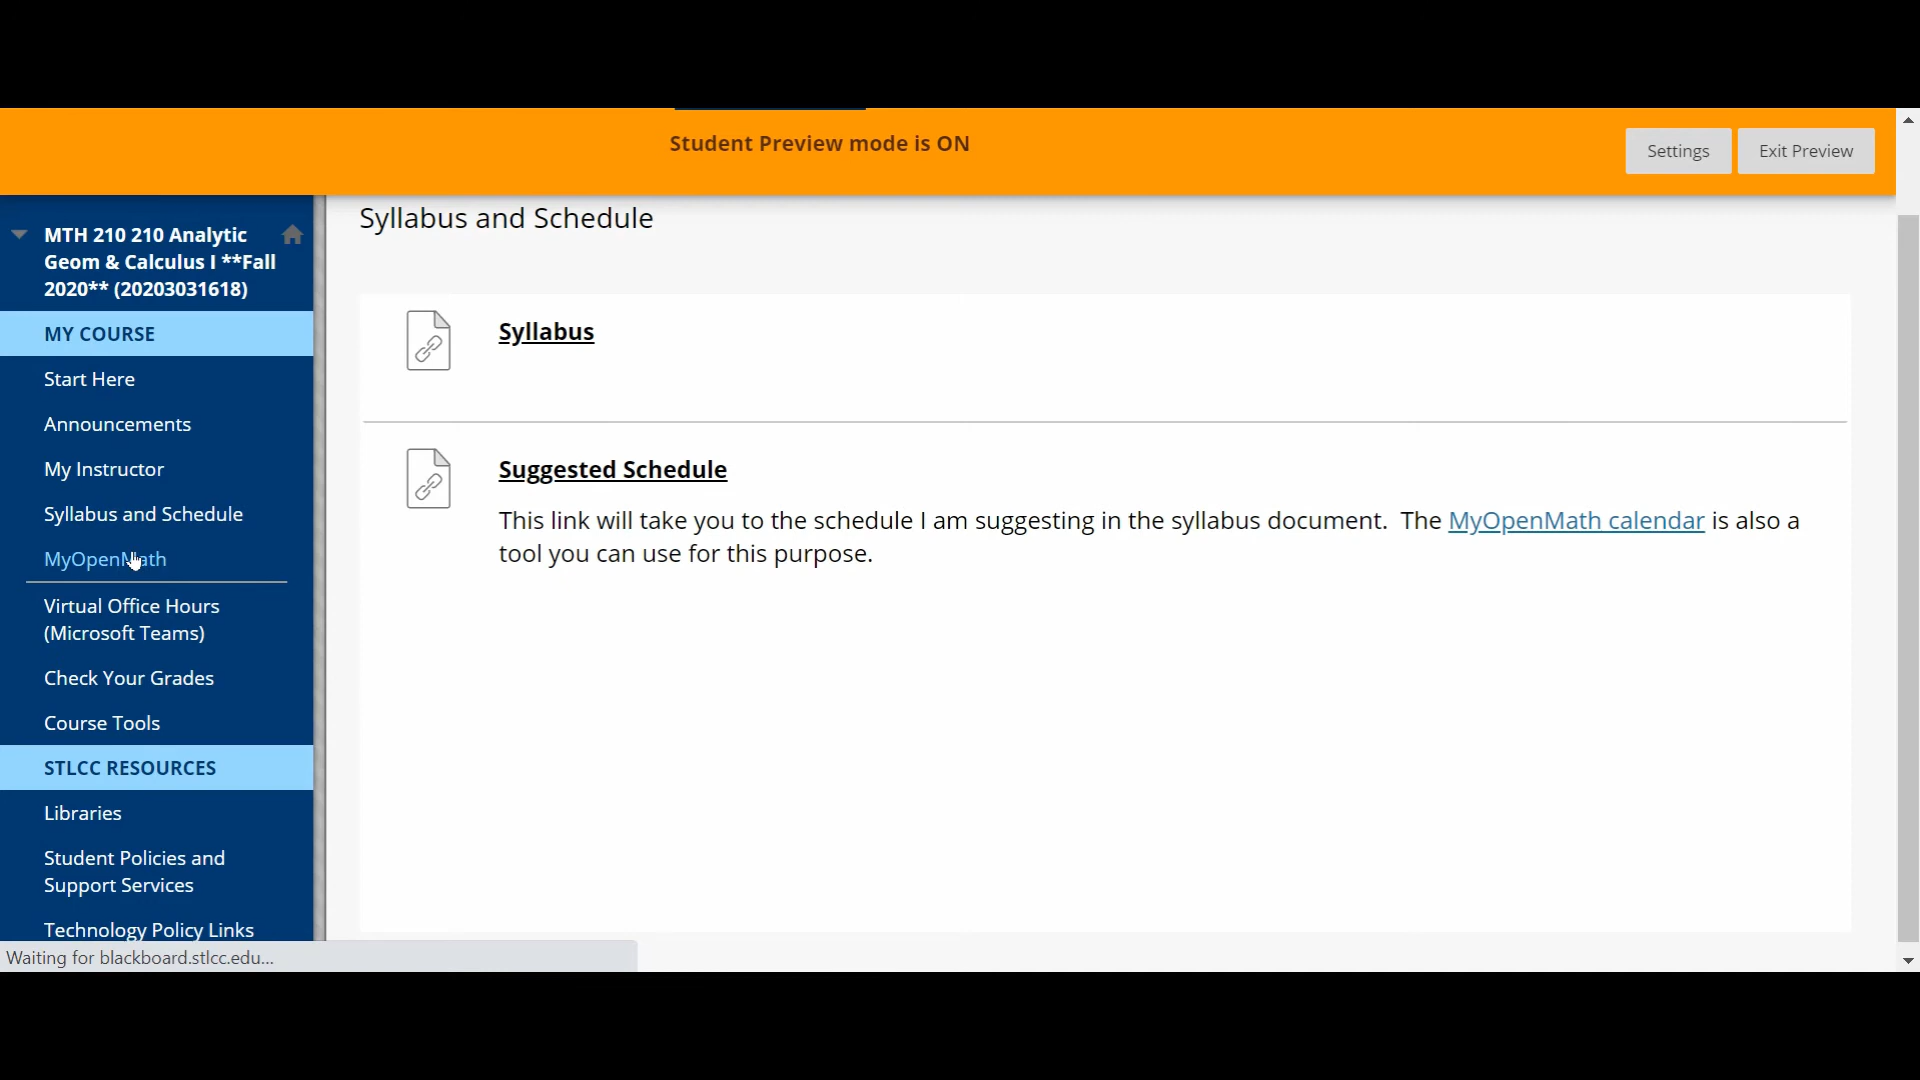 Student Preview mode is ON
Settings
Exit Preview
MTH 210 210 Analytic
Geom & Calculus I **Fall
2020** (20203031618)
MY COURSE
Start Here
Announcements
My Instructor
Syllabus and Schedule
MyOpenMath
Virtual Office Hours
(Microsoft Teams)
Check Your Grades
Course Tools
STLCC RESOURCES
Libraries
Student Policies and
Support Services
Technology Policy Links
Waiting for blackboard.stlcc.edu...
Syllabus and Schedule
Syllabus
Suggested Schedule
This link will take you to the schedule I am suggesting in the syllabus document. The MyOpenMath calendar is also a
tool you can use for this purpose.